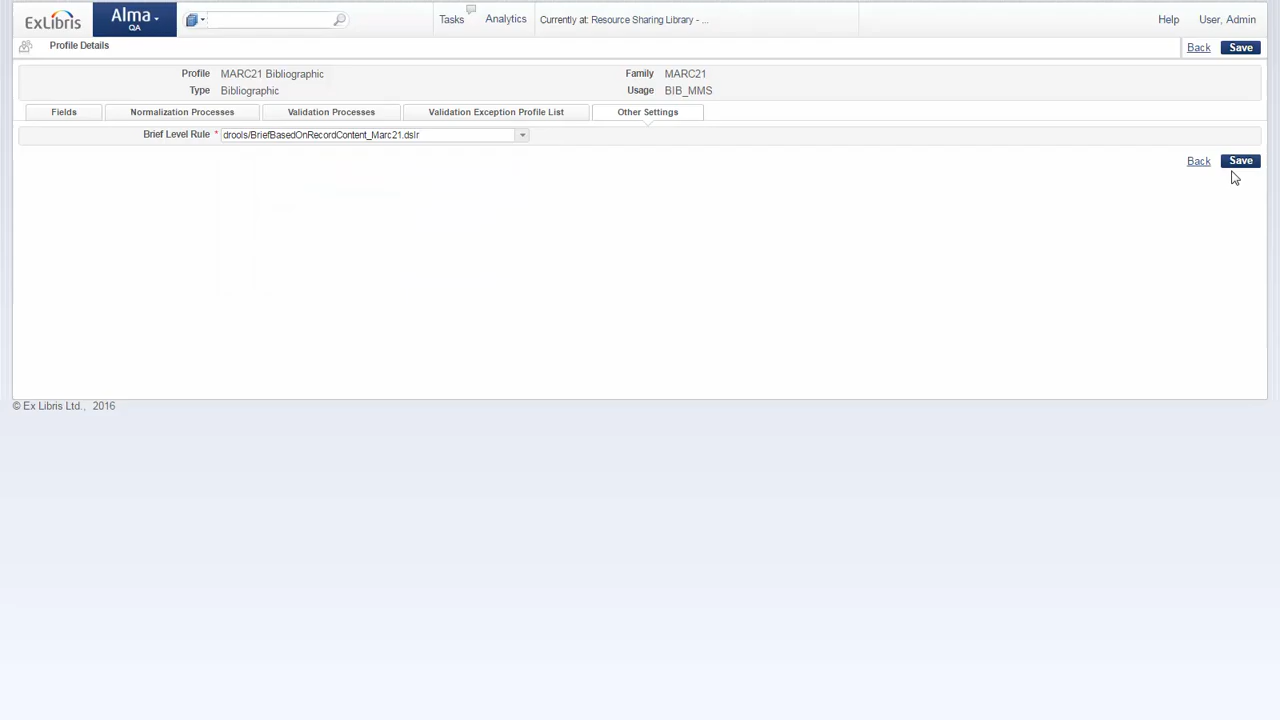 ExLibris
Alma
QA
Tasks
Analytics
Currently at: Resource Sharing Library - ...
Help
User, Admin
Profile Details
Back
Save
Profile MARC21 Bibliographic Family MARC21
Type Bibliographic Usage BIB_MMS
Fields Normalization Processes Validation Processes Validation Exception Profile List Other Settings
Brief Level Rule * drools/BriefBasedOnRecordContent_Marc21.dslr
Back Save
© Ex Libris Ltd., 2016